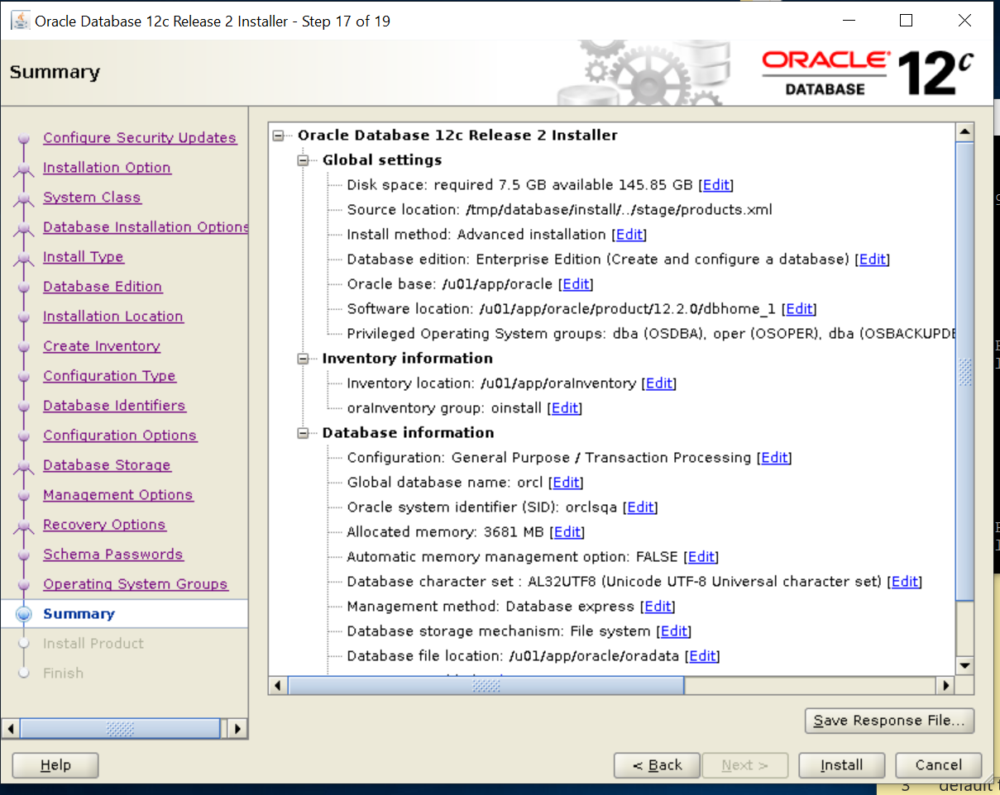 Oracle Database 12c Release 2 Installer - Step 17 of 19
Summary
ORACLE
DATABASE
12c
Configure Security Updates
Installation Option
System Class
Database Installation Options
Install Type
Database Edition
Installation Location
Create Inventory
Configuration Type
Database Identifiers
Configuration Options
Database Storage
Management Options
Recovery Options
Schema Passwords
Operating System Groups
Summary
Install Product
Finish
Oracle Database 12c Release 2 Installer
Global settings
Disk space: required 7.5 GB available 145.85 GB [Edit]
Source location: /tmp/database/install/../stage/products.xml
Install method: Advanced installation [Edit]
Database edition: Enterprise Edition (Create and configure a database) [Edit]
Oracle base: /u01/app/oracle [Edit]
Software location: /u01/app/oracle/product/12.2.0/dbhome_1 [Edit]
Privileged Operating System groups: dba (OSDBA), oper (OSOPER), dba (OSBACKUPDB
Inventory information
Inventory location: /u01/app/oraInventory [Edit]
oraInventory group: oinstall [Edit]
Database information
Configuration: General Purpose / Transaction Processing [Edit]
Global database name: orcl [Edit]
Oracle system identifier (SID): orclsqa [Edit]
Allocated memory: 3681 MB [Edit]
Automatic memory management option: FALSE [Edit]
Database character set : AL32UTF8 (Unicode UTF-8 Universal character set) [Edit]
Management method: Database express [Edit]
Database storage mechanism: File system [Edit]
Database file location: /u01/app/oracle/oradata [Edit]
Save Response File...
Help
< Back
Next >
Install
Cancel
3 default